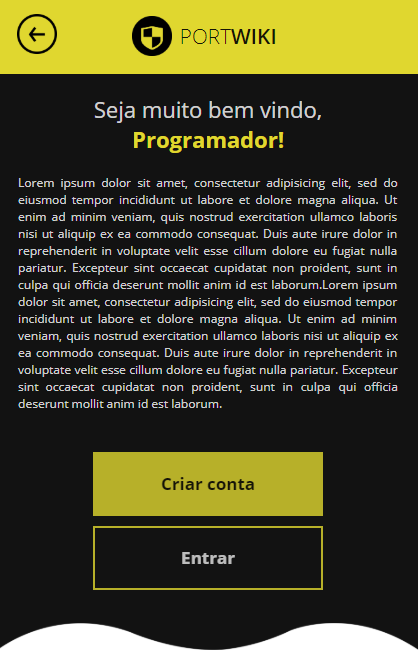 PORTWIKI
Seja muito bem vindo,
Programador!
Lorem ipsum dolor sit amet, consectetur adipisicing elit, sed do
eiusmod tempor incididunt ut labore et dolore magna aliqua. Ut
enim ad minim veniam, quis nostrud exercitation ullamco laboris
nisi ut aliquip ex ea commodo consequat. Duis aute irure dolor in
reprehenderit in voluptate velit esse cillum dolore eu fugiat nulla
pariatur. Excepteur sint occaecat cupidatat non proident, sunt in
culpa qui officia deserunt mollit anim id est laborum.Lorem ipsum
dolor sit amet, consectetur adipisicing elit, sed do eiusmod tempor
incididunt ut labore et dolore magna aliqua. Ut enim ad minim
veniam, quis nostrud exercitation ullamco laboris nisi ut aliquip ex
ea commodo consequat. Duis aute irure dolor in reprehenderit in
voluptate velit esse cillum dolore eu fugiat nulla pariatur. Excepteur
sint occaecat cupidatat non proident, sunt in culpa qui officia
deserunt mollit anim id est laborum.
Criar conta
Entrar